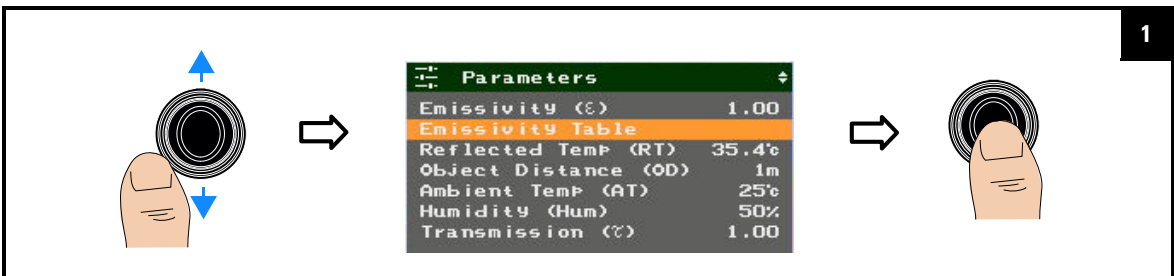 1
Parameters
Emissivity (ε) 1.00
Emissivity Table
Reflected Temp (RT) 35.4°c
Object Distance (OD) 1m
Ambient Temp (AT) 25°c
Humidity (Hum) 50%
Transmission (τ) 1.00